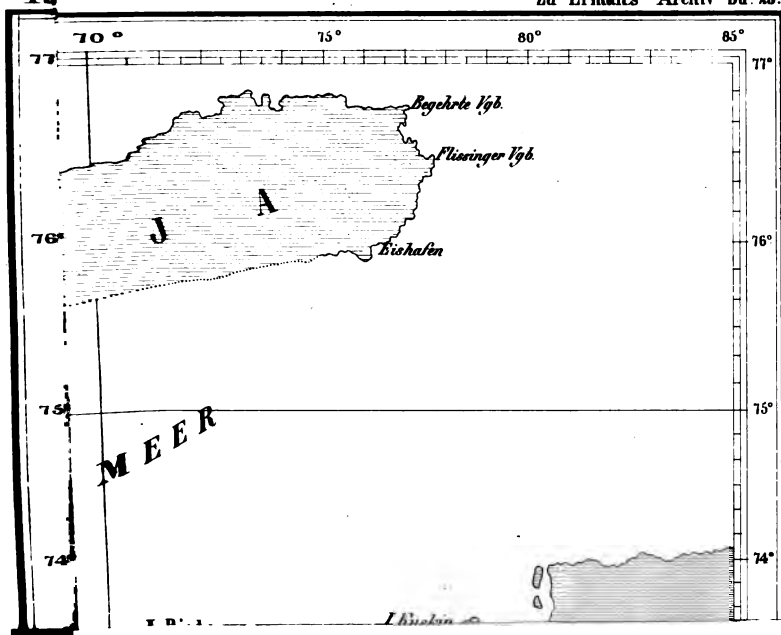 zu Ermans Archiv Bd.
70° 75° 80° 85°
77° 77°
Begehrte Vgb.
Flissinger Vgb.
J A
76° 76°
Eishafen
75° 75°
MEER
74° 74°